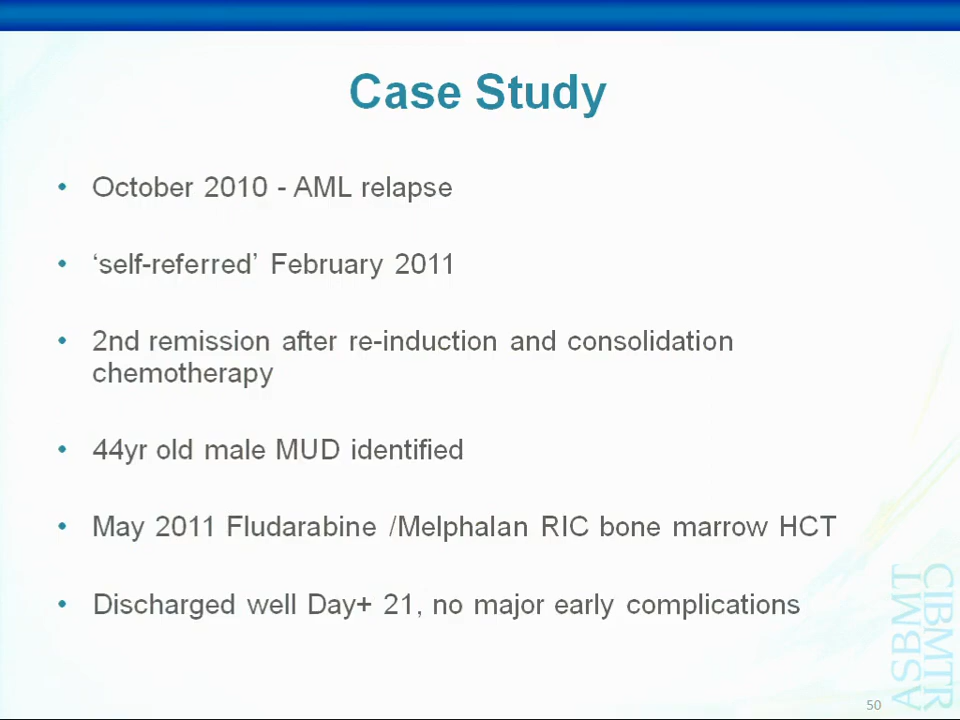 Case Study
• October 2010 - AML relapse
• ‘self-referred’ February 2011
• 2nd remission after re-induction and consolidation
chemotherapy
• 44yr old male MUD identified
• May 2011 Fludarabine /Melphalan RIC bone marrow HCT
• Discharged well Day+ 21, no major early complications
ASBMT
CIBMTR
50